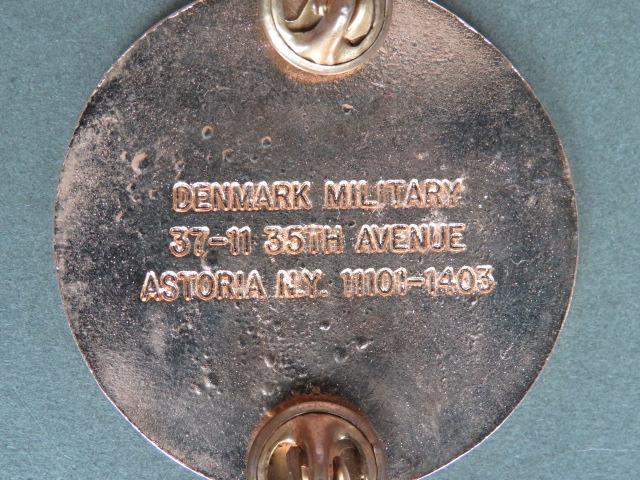 DENMARK MILITARY
37-11 35TH AVENUE
ASTORIA N.Y. 11101-1403